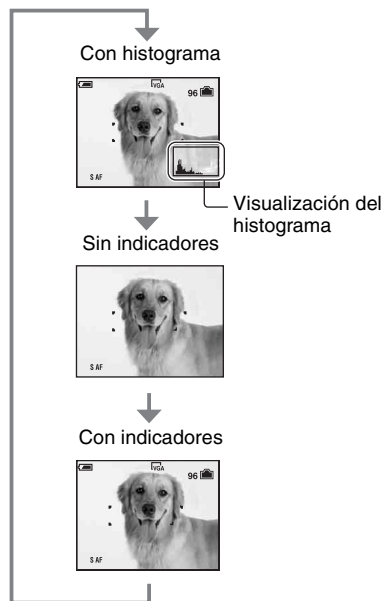 Con histograma
VGA
96
S AF
Visualización del
histograma
Sin indicadores
S AF
Con indicadores
VGA
96
S AF